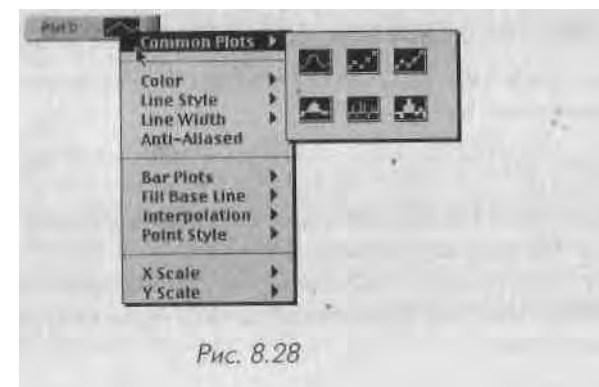 Plot 0
Common Plots
Color
Line Style
Line Width
Anti-Aliased
Bar Plots
Fill Base Line
Interpolation
Point Style
X Scale
Y Scale
Рис. 8.28